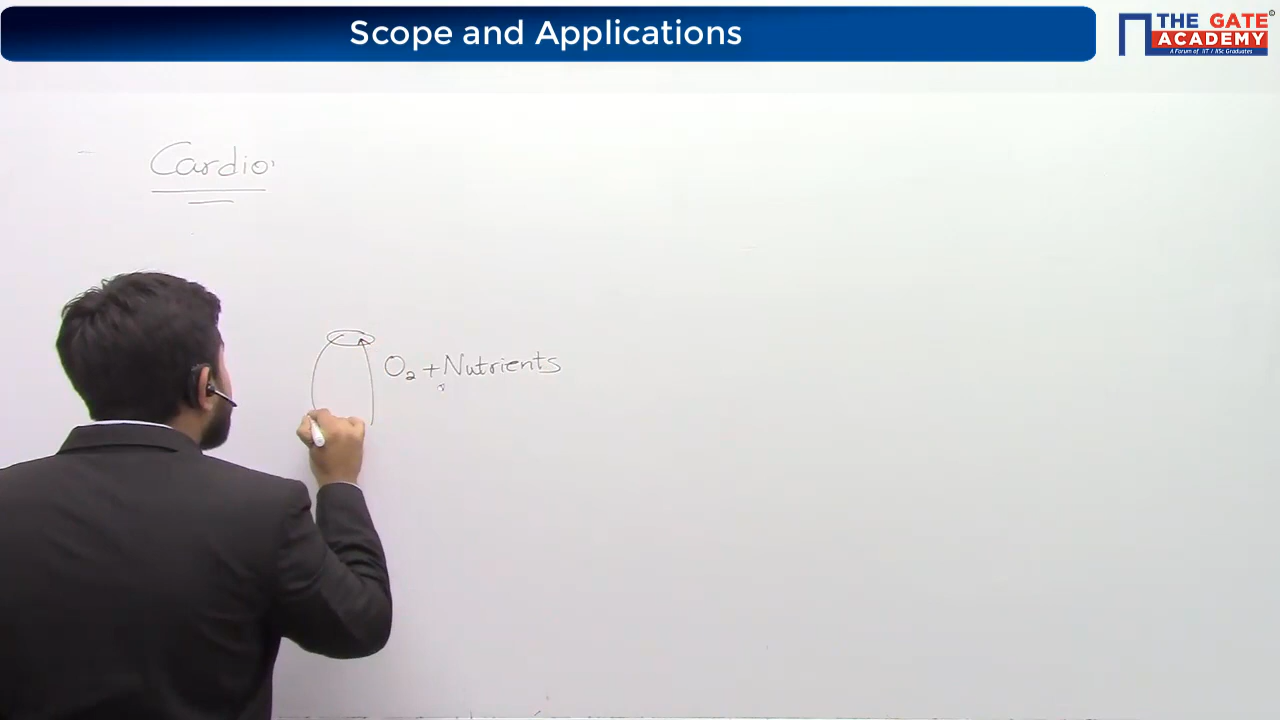 Scope and Applications
THE GATE
ACADEMY
A Forum of IIT / IISc Graduates
©
Cardio
O₂ + Nutrients